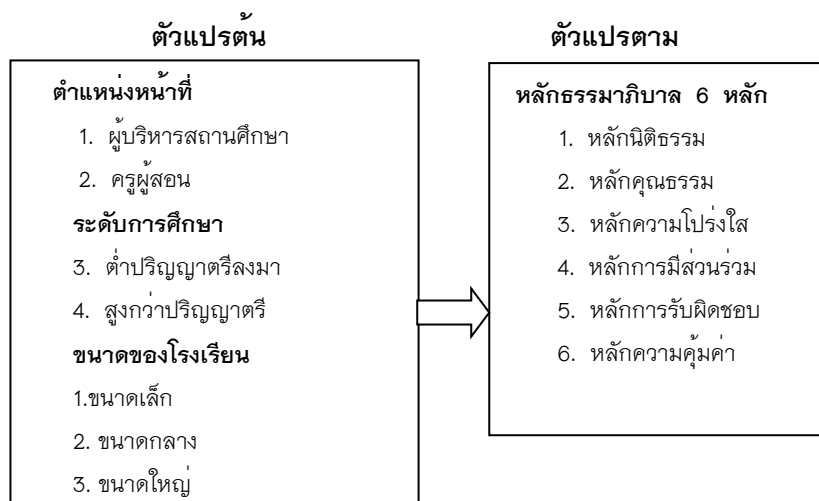 ตัวแปรต้น
ตำแหน่งหน้าที่
1. ผู้บริหารสถานศึกษา
2. ครูผู้สอน
ระดับการศึกษา
3. ต่ำปริญญาตรีลงมา
4. สูงกว่าปริญญาตรี
ขนาดของโรงเรียน
1.ขนาดเล็ก
2. ขนาดกลาง
3. ขนาดใหญ่
ตัวแปรตาม
หลักธรรมาภิบาล 6 หลัก
1. หลักนิติธรรม
2. หลักคุณธรรม
3. หลักความโปร่งใส
4. หลักการมีส่วนร่วม
5. หลักการรับผิดชอบ
6. หลักความคุ้มค่า